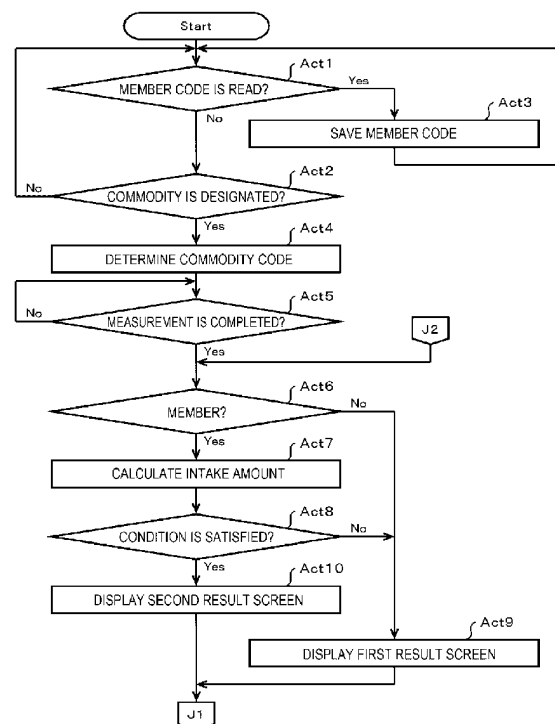 Start
Act1
MEMBER CODE IS READ?
Yes
Act3
SAVE MEMBER CODE
No
Act2
No
COMMODITY IS DESIGNATED?
Yes
Act4
DETERMINE COMMODITY CODE
Act5
No
MEASUREMENT IS COMPLETED?
J2
Yes
Act6
MEMBER?
No
Yes
Act7
CALCULATE INTAKE AMOUNT
Act8
CONDITION IS SATISFIED?
No
Yes
Act10
DISPLAY SECOND RESULT SCREEN
Act9
DISPLAY FIRST RESULT SCREEN
J1